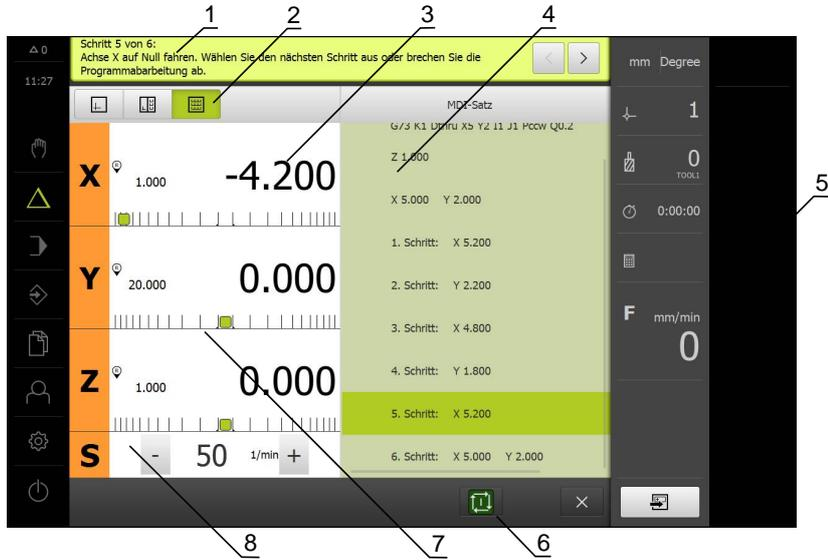 1
2
3
4
△ 0
11:27
Schritt 5 von 6:
Achse X auf Null fahren. Wählen Sie den nächsten Schritt aus oder brechen Sie die
Programmabarbeitung ab.
< >
mm Degree
MDI-Satz
X
R
1.000
-4.200
G73 K1 Dthru X5 Y2 I1 J1 Pccw Q0.2
Z 1.000
X 5.000 Y 2.000
1. Schritt: X 5.200
2. Schritt: Y 2.200
3. Schritt: X 4.800
4. Schritt: Y 1.800
5. Schritt: X 5.200
6. Schritt: X 5.000 Y 2.000
Y
R
20.000
0.000
Z
R
1.000
0.000
S
- 50 1/min +
1
0
TOOL1
0:00:00
F mm/min
0
5
6
7
8